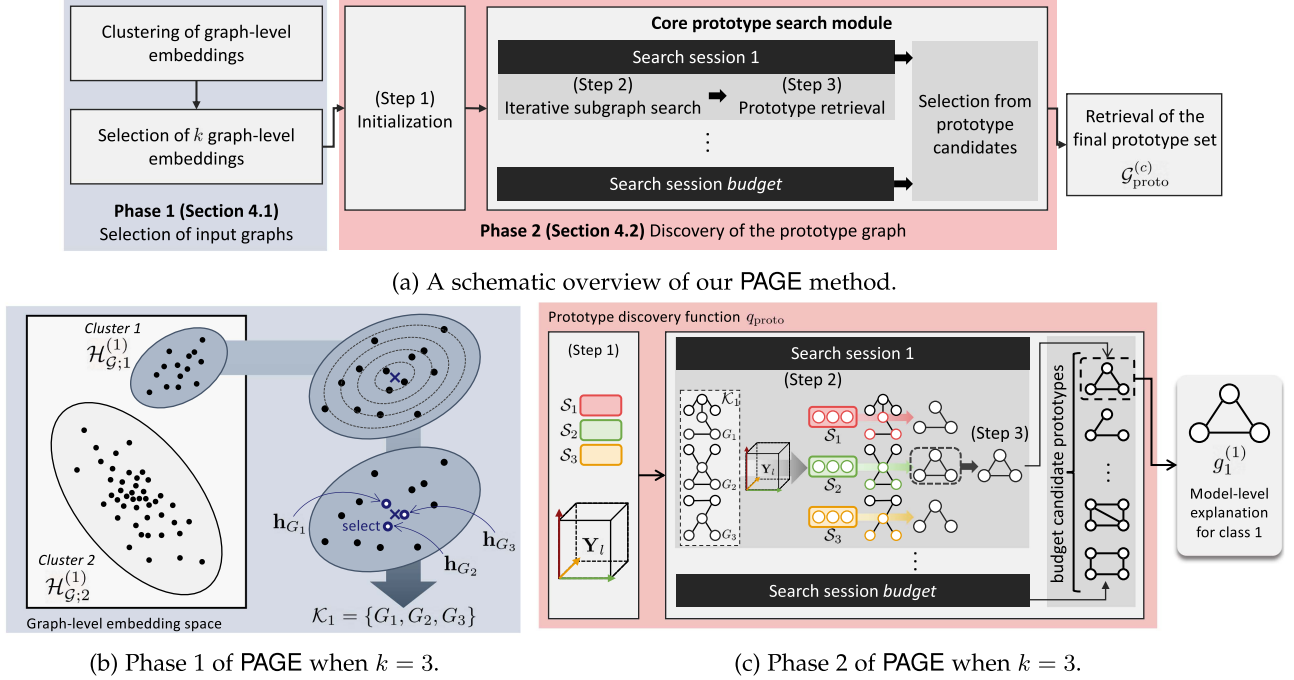 Clustering of graph-level
embeddings
Selection of k graph-level
embeddings
Phase 1 (Section 4.1)
Selection of input graphs
(Step 1)
Initialization
Core prototype search module
Search session 1
(Step 2)
Iterative subgraph search
(Step 3)
Prototype retrieval
⋮
Search session budget
Selection from
prototype
candidates
Phase 2 (Section 4.2) Discovery of the prototype graph
Retrieval of the
final prototype set
𝒢_proto^(c)
(a) A schematic overview of our PAGE method.
Cluster 1
ℋ_{𝒢;1}^(1)
Cluster 2
ℋ_{𝒢;2}^(1)
Graph-level embedding space
select
h_{G_1}
h_{G_2}
h_{G_3}
𝒦_1 = {G_1, G_2, G_3}
(b) Phase 1 of PAGE when k = 3.
Prototype discovery function q_proto
(Step 1)
𝒮_1
𝒮_2
𝒮_3
Y_l
Search session 1
(Step 2)
𝒦_1
G_1
G_2
G_3
Y_l
𝒮_1
𝒮_2
𝒮_3
(Step 3)
⋮
Search session budget
budget candidate prototypes
⋮
g_1^(1)
Model-level
explanation
for class 1
(c) Phase 2 of PAGE when k = 3.